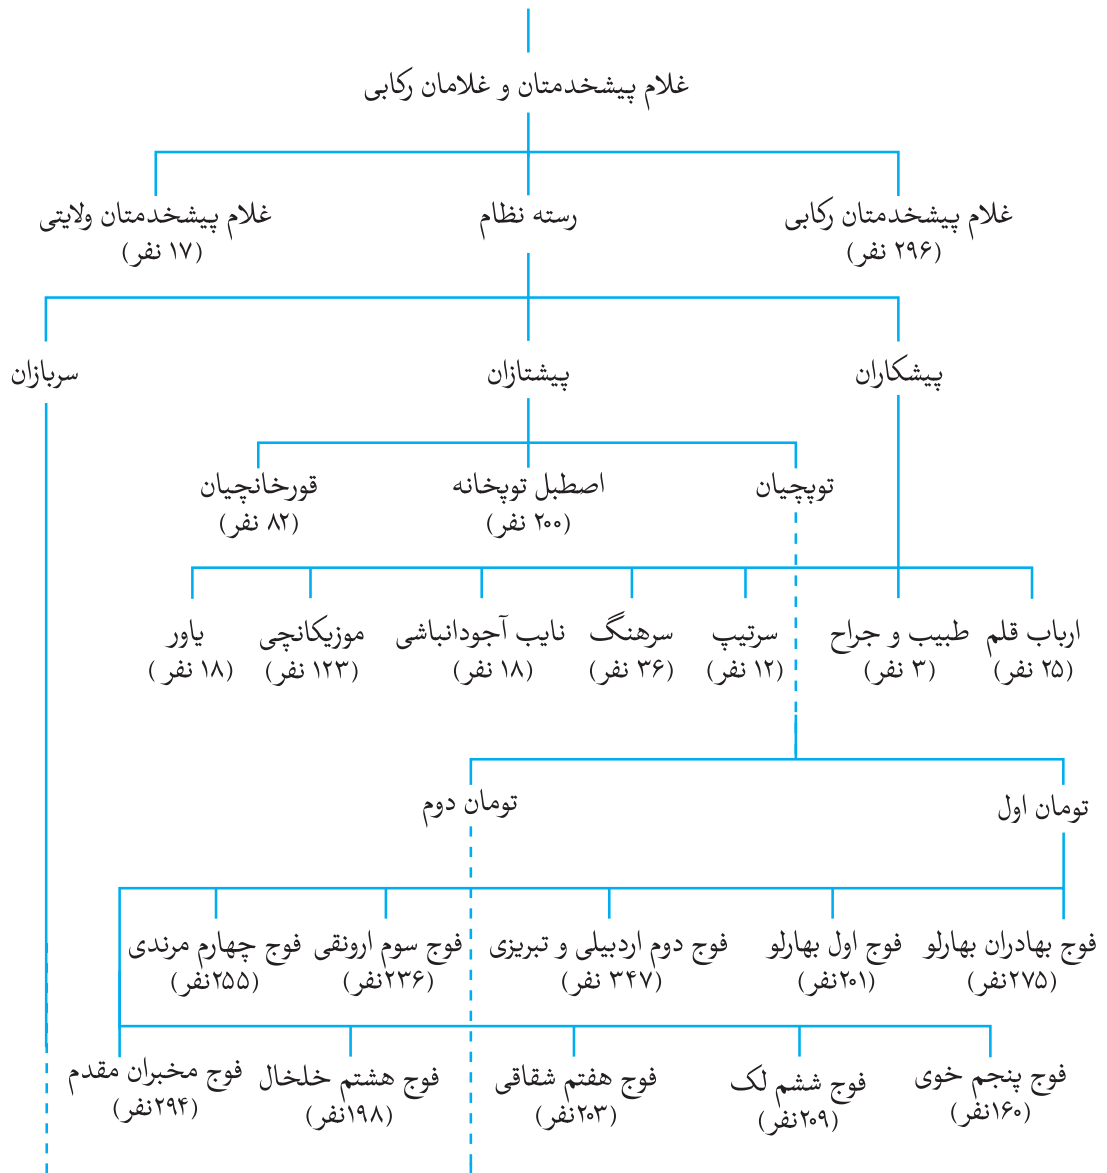 غلام پیشخدمتان و غلامان رکابی
غلام پیشخدمتان رکابی
(۲۹۶ نفر)
رسته نظام
غلام پیشخدمتان ولایتی
(۱۷ نفر)
پیشکاران
پیشتازان
سربازان
توپچیان
اصطبل توپخانه
(۲۰۰ نفر)
قورخانچیان
(۸۲ نفر)
ارباب قلم
(۲۵ نفر)
طبیب و جراح
(۳ نفر)
سرتیپ
(۱۲ نفر)
سرهنگ
(۳۶ نفر)
نایب آجودانباشی
(۱۸ نفر)
موزیکانچی
(۱۲۳ نفر)
یاور
(۱۸ نفر )
تومان اول
تومان دوم
فوج بهادران بهارلو
(۲۷۵نفر)
فوج اول بهارلو
(۲۰۱نفر)
فوج دوم اردبیلی و تبریزی
(۳۴۷ نفر)
فوج سوم ارونقی
(۲۳۶نفر)
فوج چهارم مرندی
(۲۵۵نفر)
فوج پنجم خوی
(۱۶۰نفر)
فوج ششم لک
(۲۰۹نفر)
فوج هفتم شقاقی
(۲۰۳نفر)
فوج هشتم خلخال
(۱۹۸نفر)
فوج مخبران مقدم
(۲۹۴نفر)